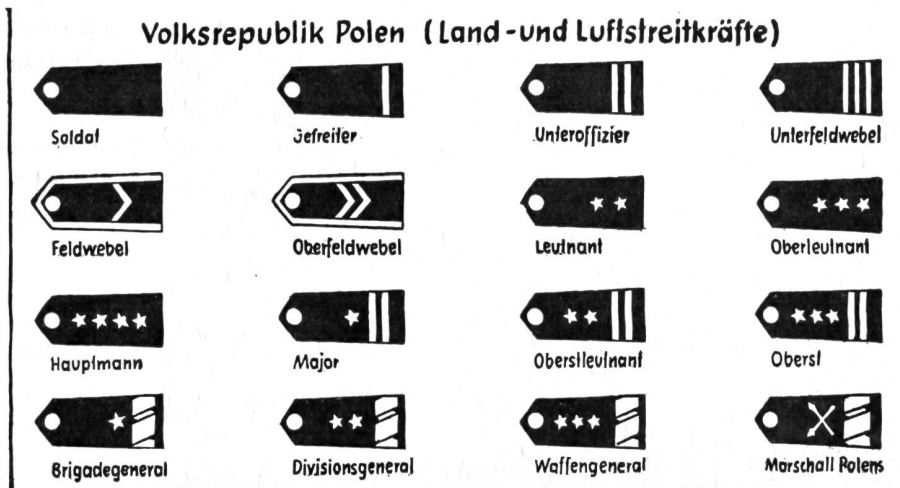 Volksrepublik Polen (Land-und Luftstreitkräfte)
Soldat Gefreiter Unteroffizier Unterfeldwebel
Feldwebel Oberfeldwebel Leutnant Oberleutnant
Hauptmann Major Oberstleutnant Oberst
Brigadegeneral Divisionsgeneral Waffengeneral Marschall Polens